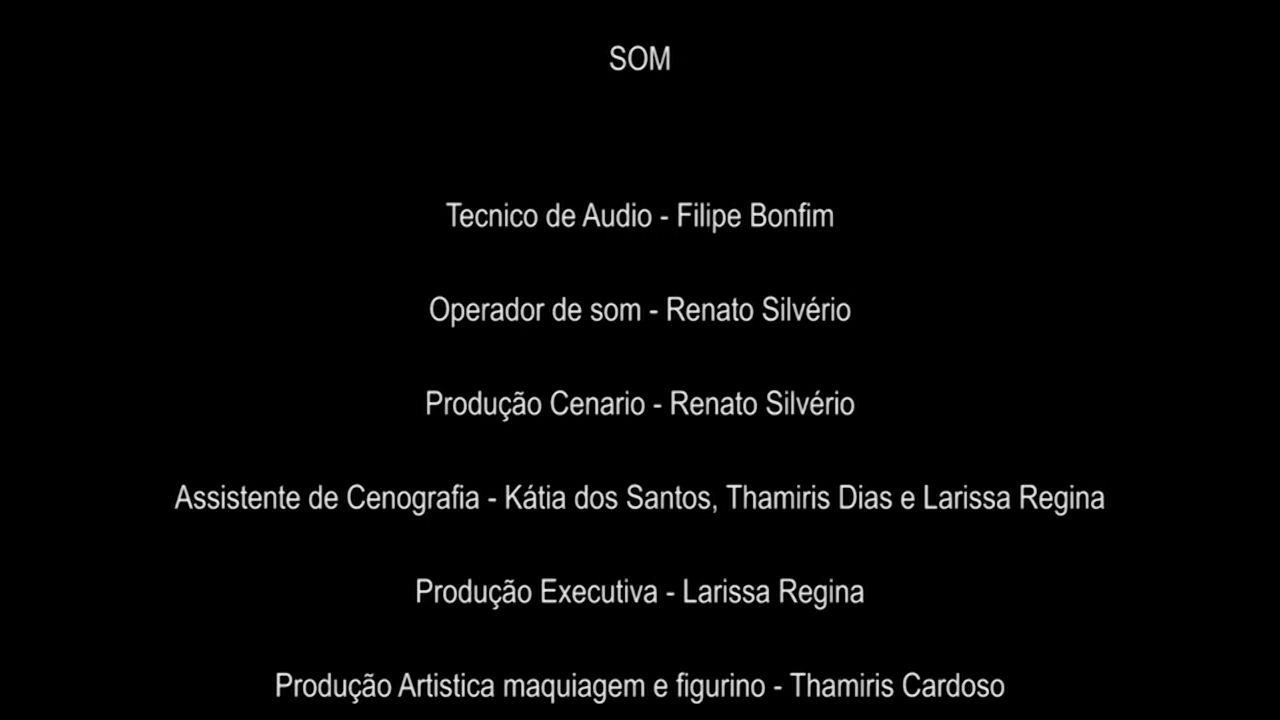 SOM
Tecnico de Audio - Filipe Bonfim
Operador de som - Renato Silvério
Produção Cenario - Renato Silvério
Assistente de Cenografia - Kátia dos Santos, Thamiris Dias e Larissa Regina
Produção Executiva - Larissa Regina
Produção Artistica maquiagem e figurino - Thamiris Cardoso